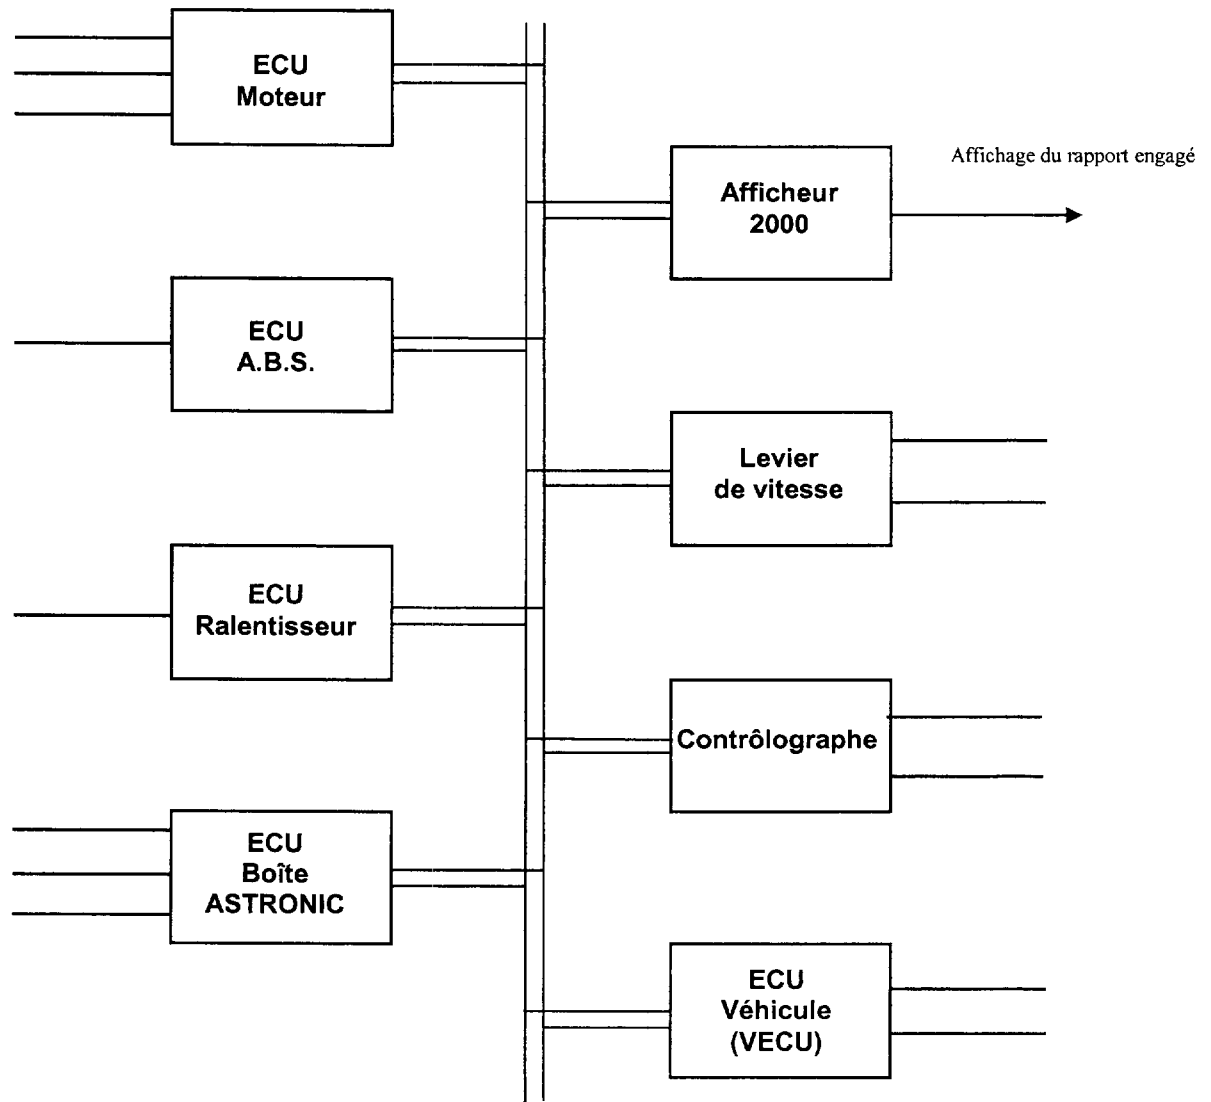 ECU
Moteur
Affichage du rapport engagé
Afficheur
2000
ECU
A.B.S.
Levier
de vitesse
ECU
Ralentisseur
Contrôlographe
ECU
Boîte
ASTRONIC
ECU
Véhicule
(VECU)